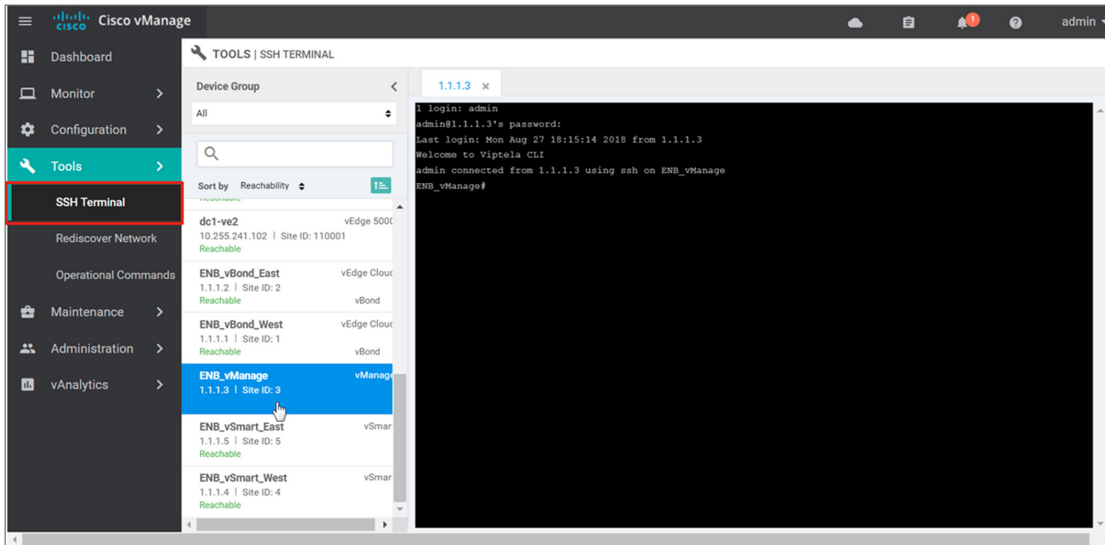 cisco Cisco vManage
1
admin
Dashboard
Monitor
Configuration
Tools
SSH Terminal
Rediscover Network
Operational Commands
Maintenance
Administration
vAnalytics
TOOLS | SSH TERMINAL
Device Group
All
Sort by Reachability
dc1-ve2 vEdge 5000
10.255.241.102 | Site ID: 110001
Reachable
ENB_vBond_East vEdge Cloud
1.1.1.2 | Site ID: 2
Reachable vBond
ENB_vBond_West vEdge Cloud
1.1.1.1 | Site ID: 1
Reachable vBond
ENB_vManage vManage
1.1.1.3 | Site ID: 3
ENB_vSmart_East vSmar
1.1.1.5 | Site ID: 5
Reachable
ENB_vSmart_West vSmar
1.1.1.4 | Site ID: 4
Reachable
1.1.1.3 ×
1 login: admin
admin@1.1.1.3's password:
Last login: Mon Aug 27 18:15:14 2018 from 1.1.1.3
Welcome to Viptela CLI
admin connected from 1.1.1.3 using ssh on ENB_vManage
ENB_vManage#